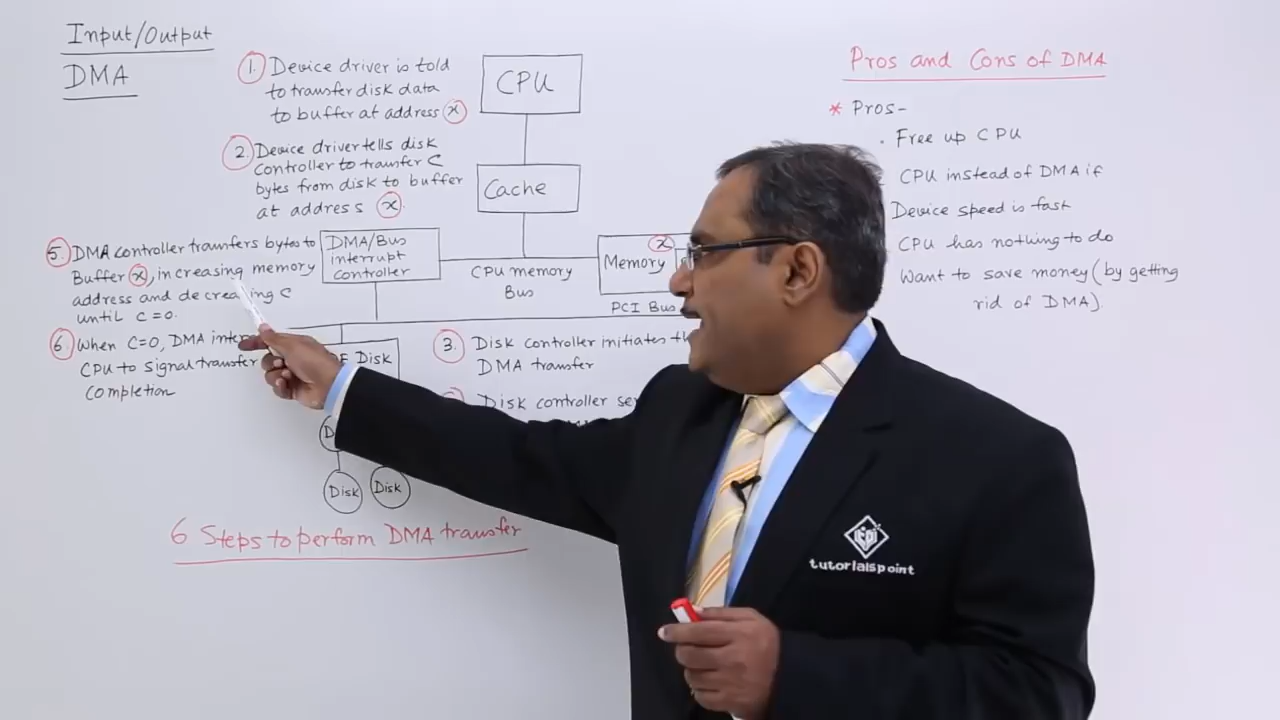 Input/Output
DMA
1. Device driver is told
to transfer disk data
to buffer at address x
2. Device driver tells disk
controller to transfer C
bytes from disk to buffer
at address x
5. DMA controller transfers bytes to
Buffer x, increasing memory
address and decreasing C
until C=0.
6. When C=0, DMA
CPU to signal transfer
completion
CPU
Cache
DMA/Bus
interrupt
controller
CPU memory
Bus
x
Memory
PCI Bus
Disk
3. Disk controller initiates
DMA transfer
Disk controller
Disk
Disk
6 Steps to perform DMA transfer
Pros and Cons of DMA
* Pros-
. Free up CPU
CPU instead of DMA if
Device speed is fast
CPU has nothing to do
Want to save money (by getting
rid of DMA)
tutorialspoint